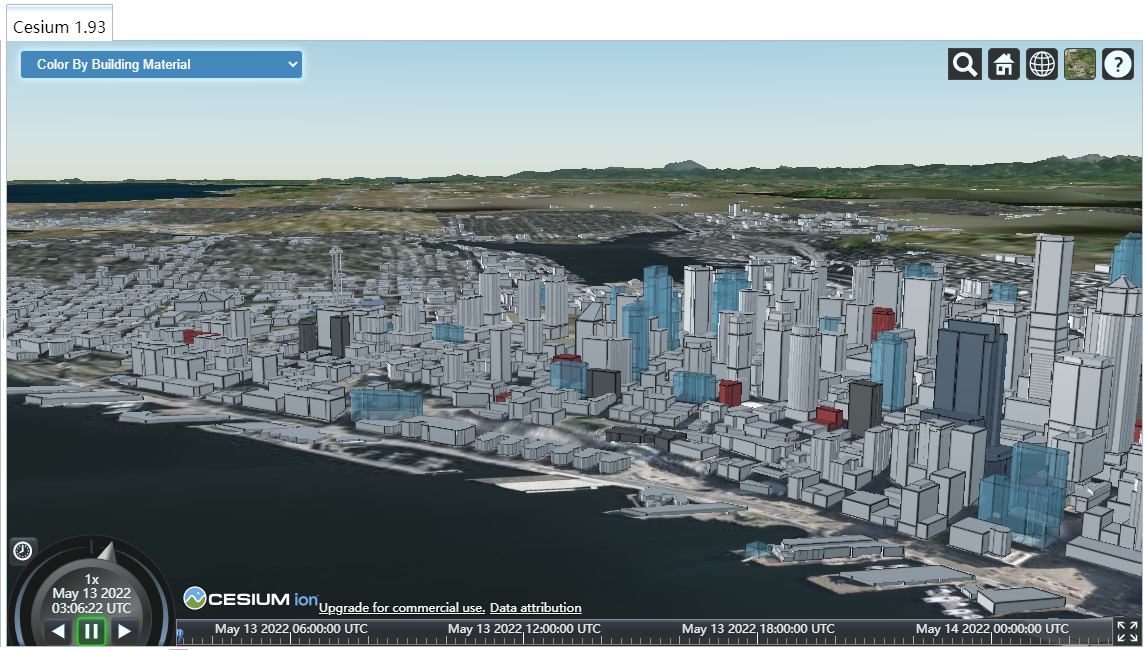 Cesium 1.93
Color By Building Material
?
1x
May 13 2022
03:06:22 UTC
CESIUM ion
Upgrade for commercial use. Data attribution
May 13 2022 06:00:00 UTC
May 13 2022 12:00:00 UTC
May 13 2022 18:00:00 UTC
May 14 2022 00:00:00 UTC